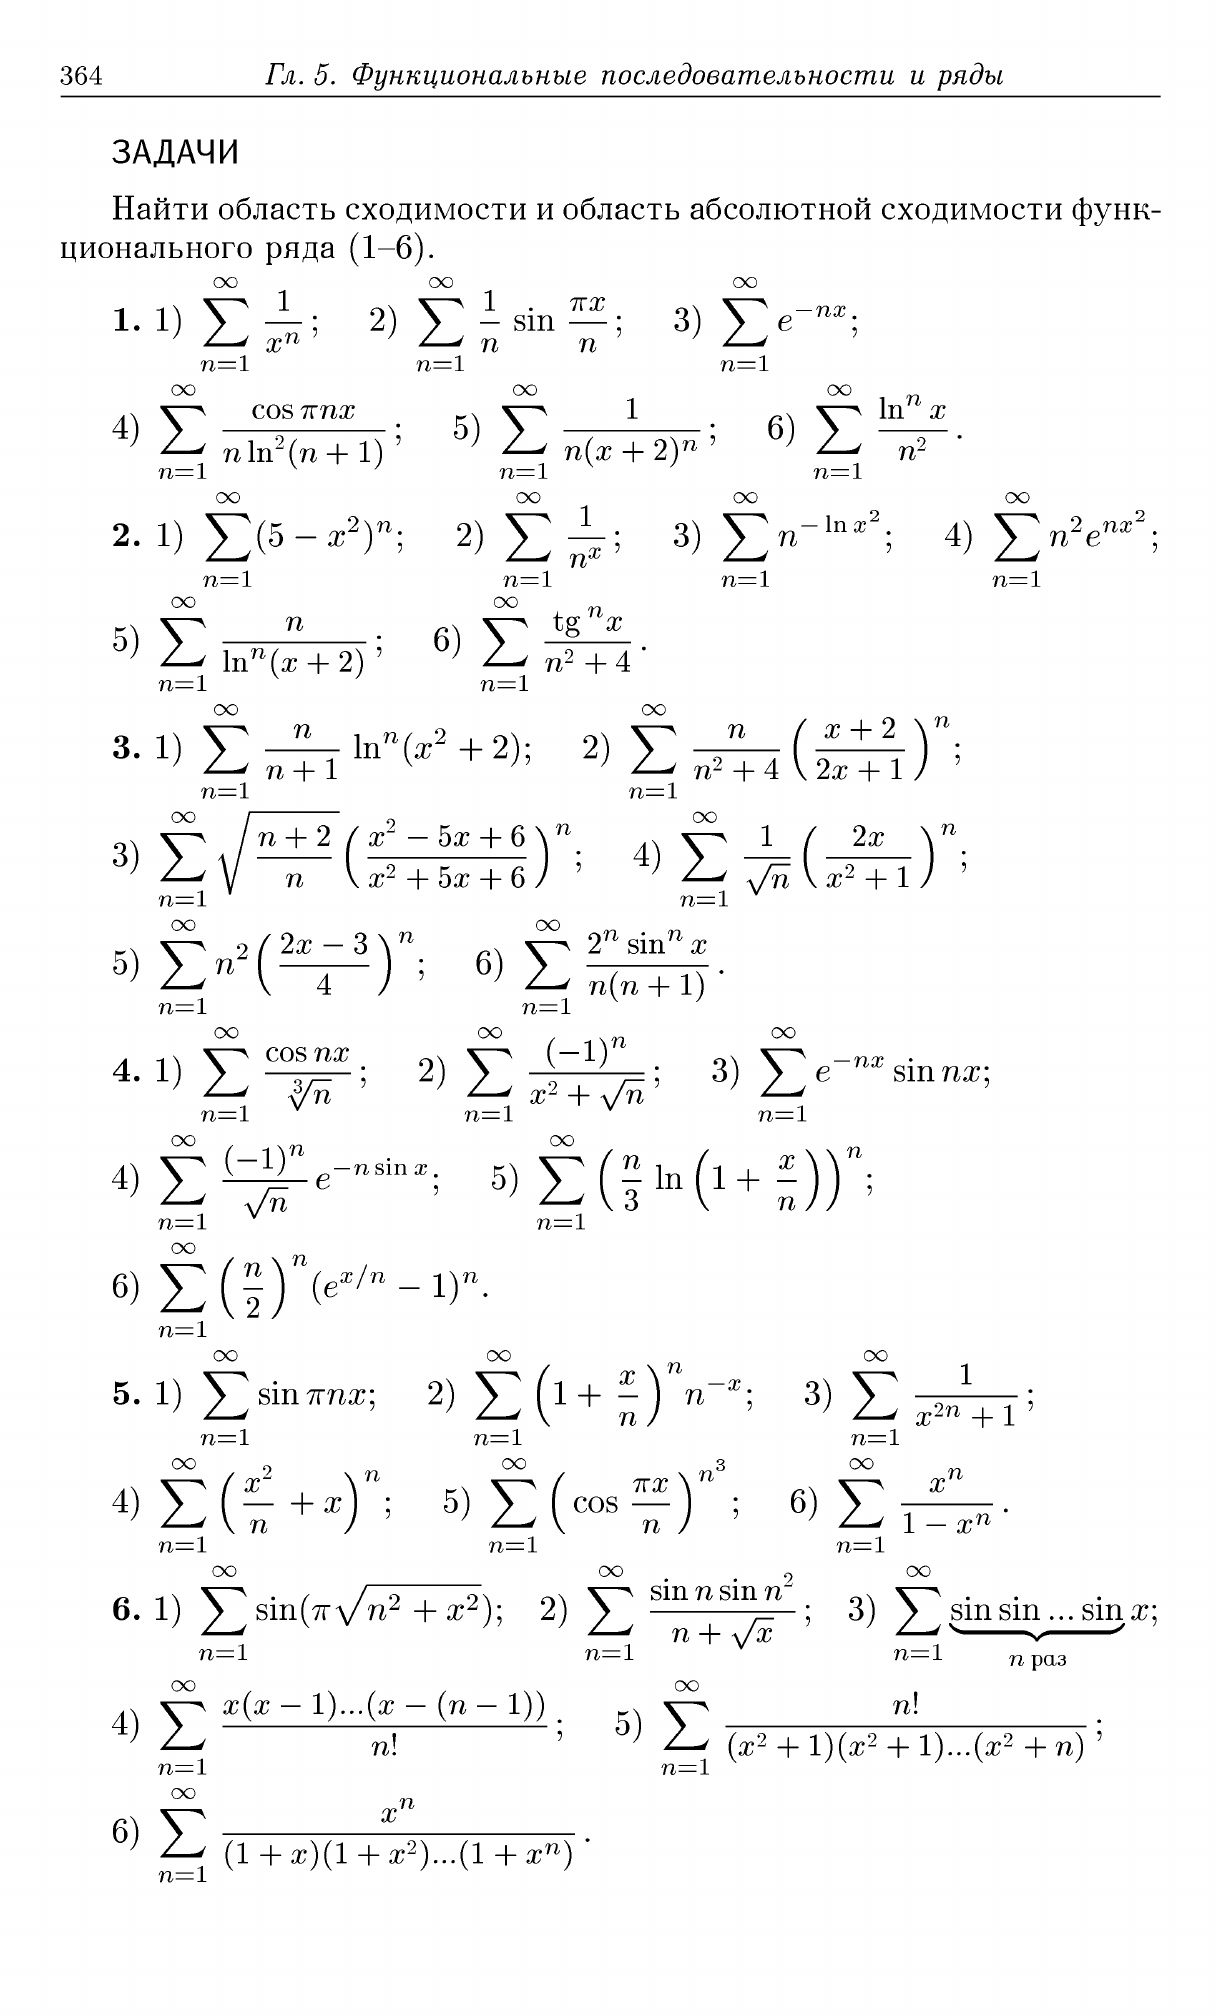 364 Гл. 5. Функциональные последовательности и ряды
ЗАДАЧИ
Найти область сходимости и область абсолютной сходимости функ-
ционального ряда (1–6).
1. 1) $\sum_{n=1}^{\infty} \frac{1}{x^n}$; 2) $\sum_{n=1}^{\infty} \frac{1}{n} \sin \frac{\pi x}{n}$; 3) $\sum_{n=1}^{\infty} e^{-nx}$;
4) $\sum_{n=1}^{\infty} \frac{\cos \pi nx}{n \ln^2(n+1)}$; 5) $\sum_{n=1}^{\infty} \frac{1}{n(x+2)^n}$; 6) $\sum_{n=1}^{\infty} \frac{\ln^n x}{n^2}$.
2. 1) $\sum_{n=1}^{\infty} (5-x^2)^n$; 2) $\sum_{n=1}^{\infty} \frac{1}{n^x}$; 3) $\sum_{n=1}^{\infty} n^{-\ln x^2}$; 4) $\sum_{n=1}^{\infty} n^2 e^{nx^2}$;
5) $\sum_{n=1}^{\infty} \frac{n}{\ln^n(x+2)}$; 6) $\sum_{n=1}^{\infty} \frac{\operatorname{tg}^n x}{n^2+4}$.
3. 1) $\sum_{n=1}^{\infty} \frac{n}{n+1} \ln^n(x^2+2)$; 2) $\sum_{n=1}^{\infty} \frac{n}{n^2+4} \left(\frac{x+2}{2x+1}\right)^n$;
3) $\sum_{n=1}^{\infty} \sqrt{\frac{n+2}{n}} \left(\frac{x^2-5x+6}{x^2+5x+6}\right)^n$; 4) $\sum_{n=1}^{\infty} \frac{1}{\sqrt{n}} \left(\frac{2x}{x^2+1}\right)^n$;
5) $\sum_{n=1}^{\infty} n^2 \left(\frac{2x-3}{4}\right)^n$; 6) $\sum_{n=1}^{\infty} \frac{2^n \sin^n x}{n(n+1)}$.
4. 1) $\sum_{n=1}^{\infty} \frac{\cos nx}{\sqrt[3]{n}}$; 2) $\sum_{n=1}^{\infty} \frac{(-1)^n}{x^2+\sqrt{n}}$; 3) $\sum_{n=1}^{\infty} e^{-nx} \sin nx$;
4) $\sum_{n=1}^{\infty} \frac{(-1)^n}{\sqrt{n}} e^{-n \sin x}$; 5) $\sum_{n=1}^{\infty} \left(\frac{n}{3} \ln \left(1+\frac{x}{n}\right)\right)^n$;
6) $\sum_{n=1}^{\infty} \left(\frac{n}{2}\right)^n (e^{x/n}-1)^n$.
5. 1) $\sum_{n=1}^{\infty} \sin \pi nx$; 2) $\sum_{n=1}^{\infty} \left(1+\frac{x}{n}\right)^n n^{-x}$; 3) $\sum_{n=1}^{\infty} \frac{1}{x^{2n}+1}$;
4) $\sum_{n=1}^{\infty} \left(\frac{x^2}{n}+x\right)^n$; 5) $\sum_{n=1}^{\infty} \left(\cos \frac{\pi x}{n}\right)^{n^3}$; 6) $\sum_{n=1}^{\infty} \frac{x^n}{1-x^n}$.
6. 1) $\sum_{n=1}^{\infty} \sin(\pi\sqrt{n^2+x^2})$; 2) $\sum_{n=1}^{\infty} \frac{\sin n \sin n^2}{n+\sqrt{x}}$; 3) $\sum_{n=1}^{\infty} \underbrace{\sin \sin ... \sin}_{n \text{ раз}} x$;
4) $\sum_{n=1}^{\infty} \frac{x(x-1)...(x-(n-1))}{n!}$; 5) $\sum_{n=1}^{\infty} \frac{n!}{(x^2+1)(x^2+1)...(x^2+n)}$;
6) $\sum_{n=1}^{\infty} \frac{x^n}{(1+x)(1+x^2)...(1+x^n)}$.